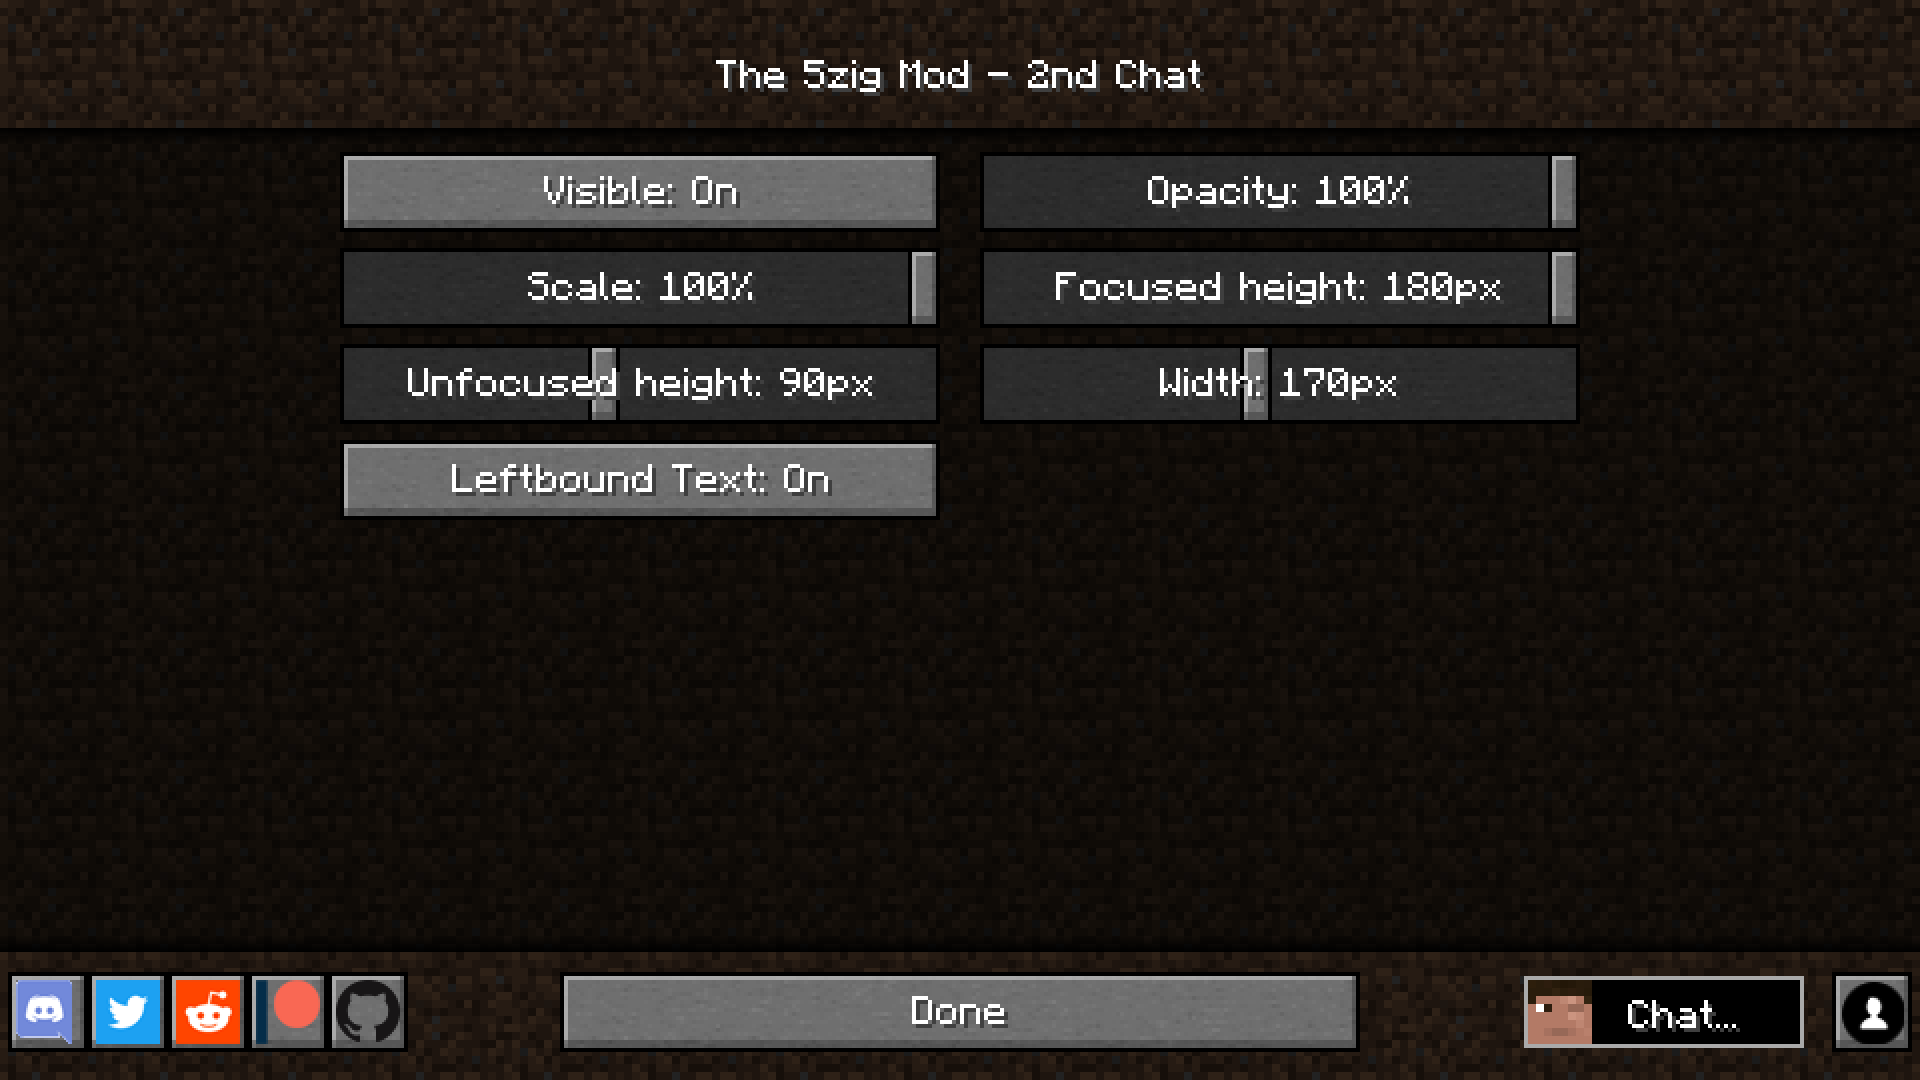 The 5zig Mod - 2nd Chat
Visible: On
Opacity: 100%
Scale: 100%
Focused height: 180px
Unfocused height: 90px
Width: 170px
Leftbound Text: On
Done
Chat...